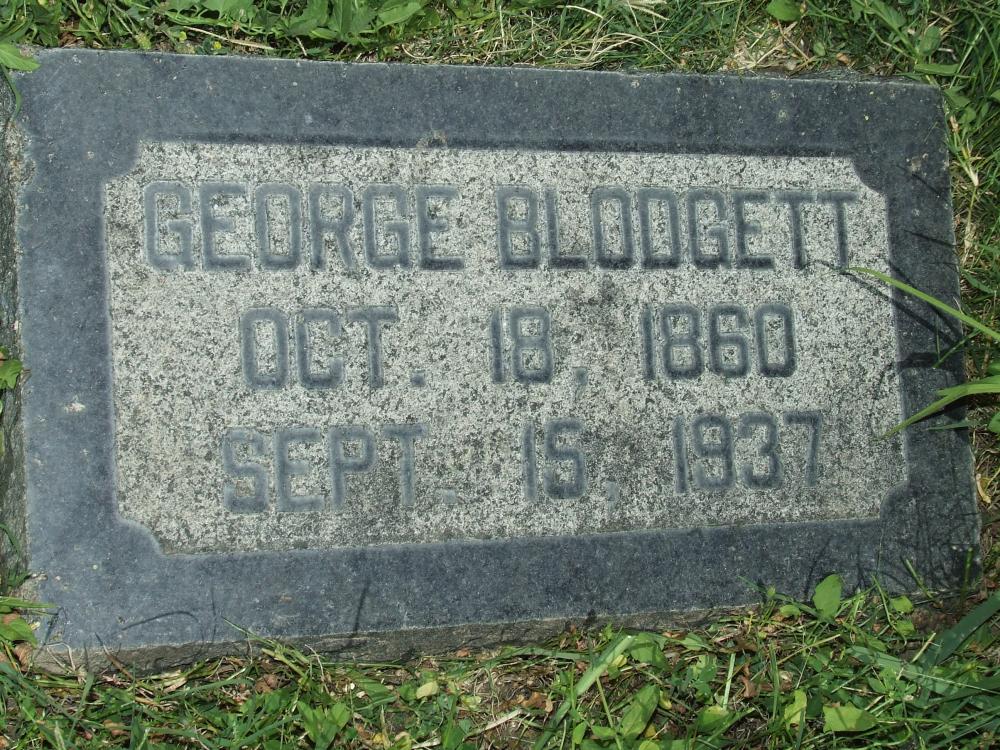 GEORGE BLODGETT
OCT. 18, 1860
SEPT. 15, 1937